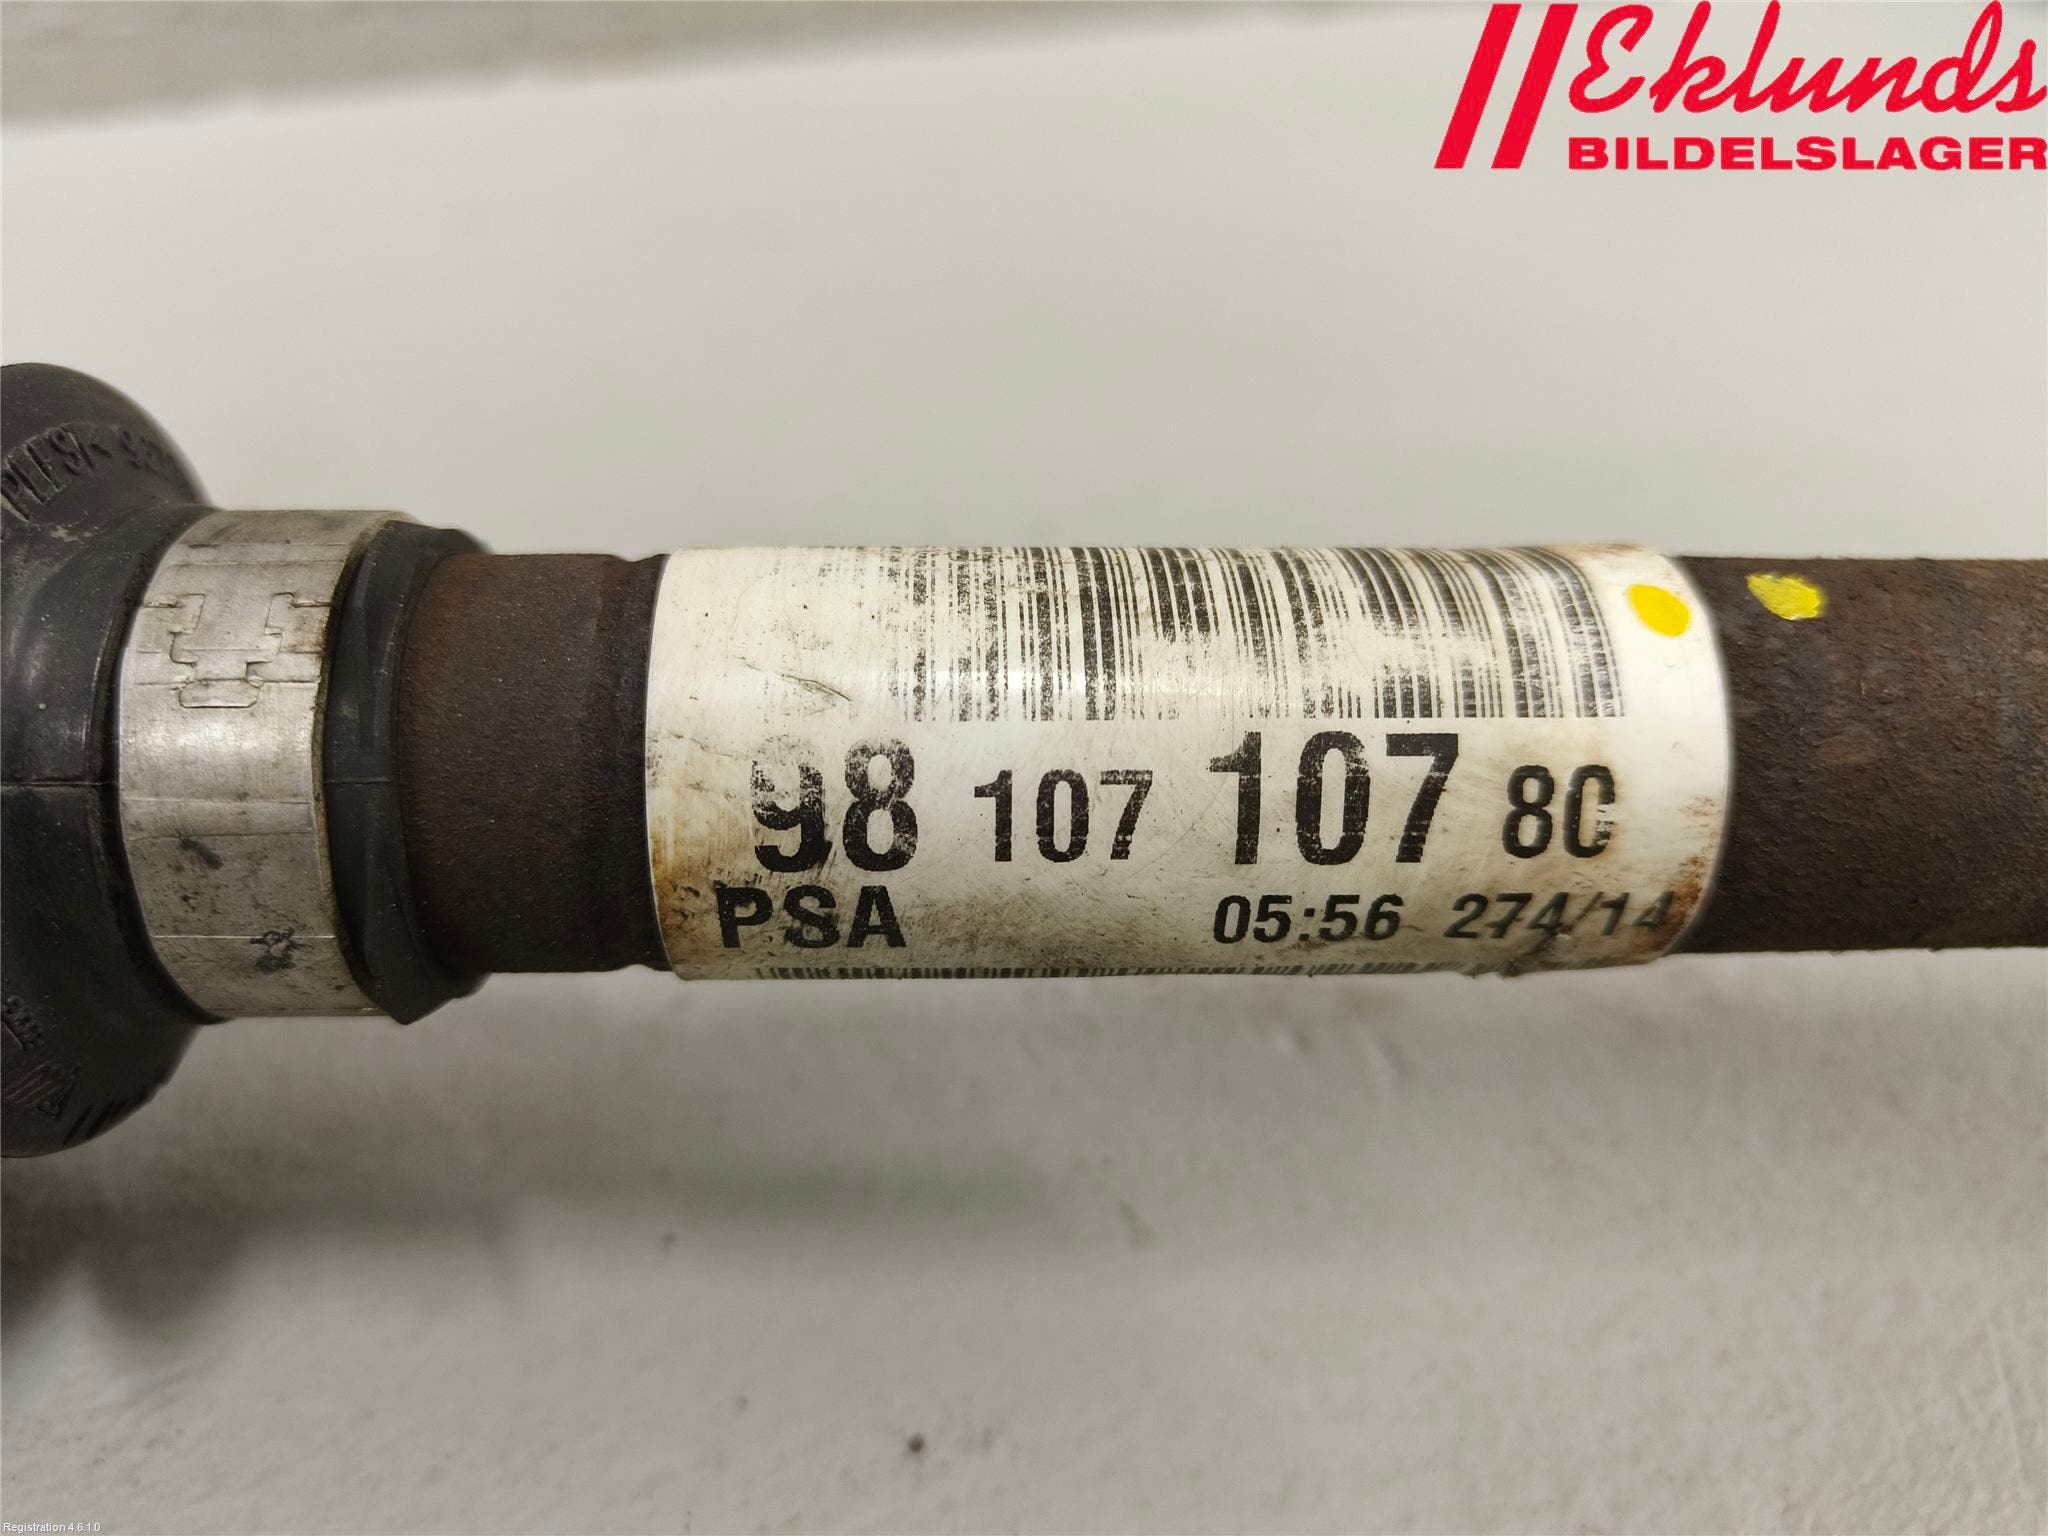 Eklunds
BILDELSLAGER
98 107 107 80
PSA 05:56 274/14
Registration 4.6.1.0